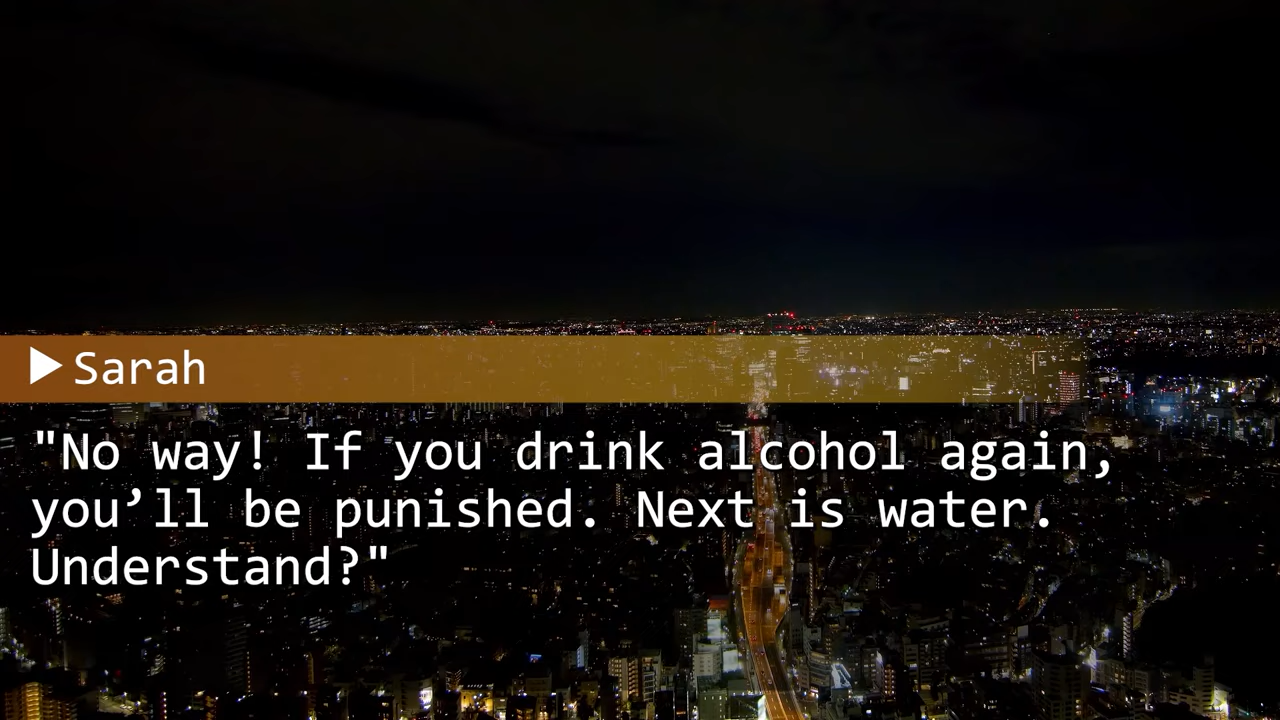 ▶Sarah
"No way! If you drink alcohol again,
you’ll be punished. Next is water.
Understand?"